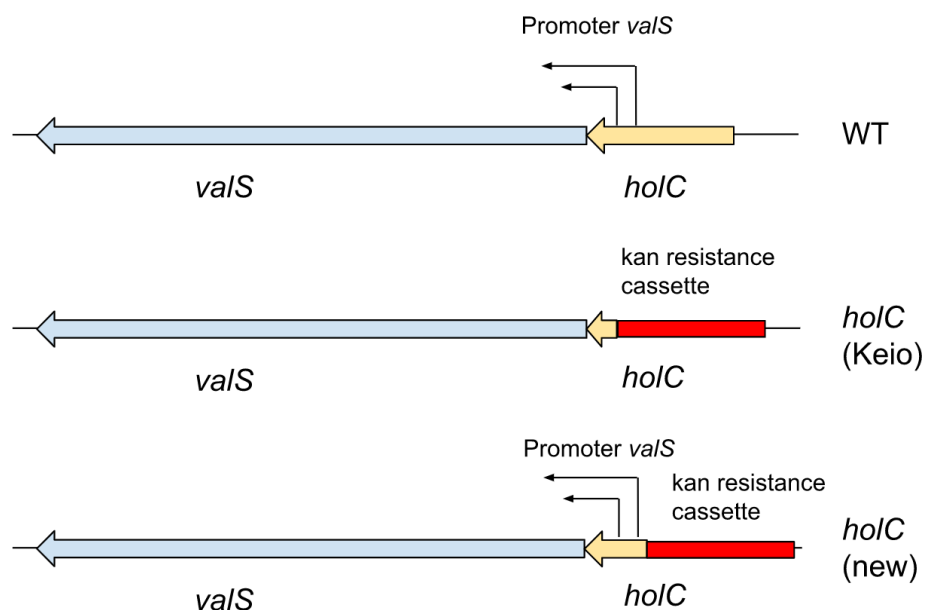 Promoter valS
WT
valS
holC
kan resistance
cassette
holC
(Keio)
valS
holC
Promoter valS
kan resistance
cassette
holC
(new)
valS
holC